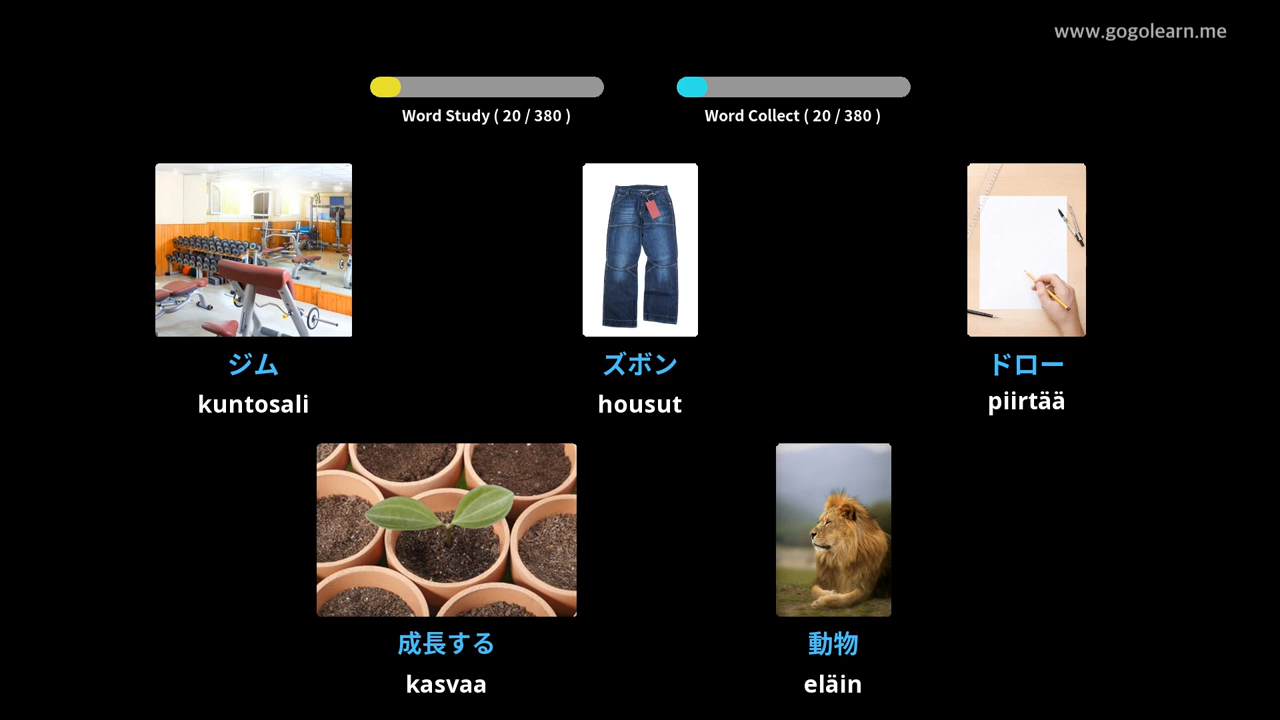 www.gogolearn.me
Word Study ( 20 / 380 )
Word Collect ( 20 / 380 )
ジム
kuntosali
ズボン
housut
ドロー
piirtää
成長する
kasvaa
動物
eläin